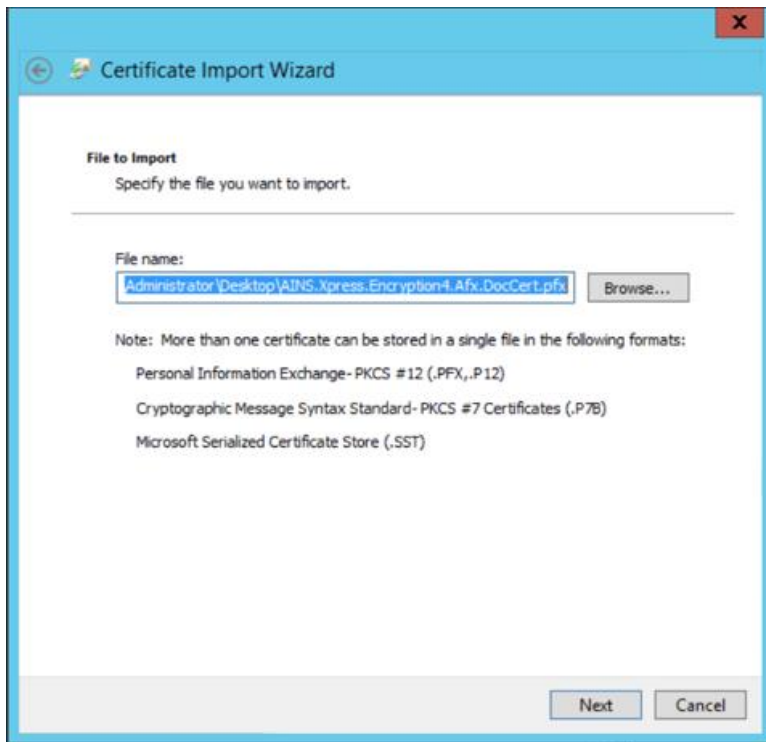 X
Certificate Import Wizard
File to Import
Specify the file you want to import.
File name:
Administrator\Desktop\AINS.Xpress.Encryption4.Afx.DocCert.pfx
Browse...
Note: More than one certificate can be stored in a single file in the following formats:
Personal Information Exchange- PKCS #12 (.PFX,.P12)
Cryptographic Message Syntax Standard- PKCS #7 Certificates (.P7B)
Microsoft Serialized Certificate Store (.SST)
Next
Cancel